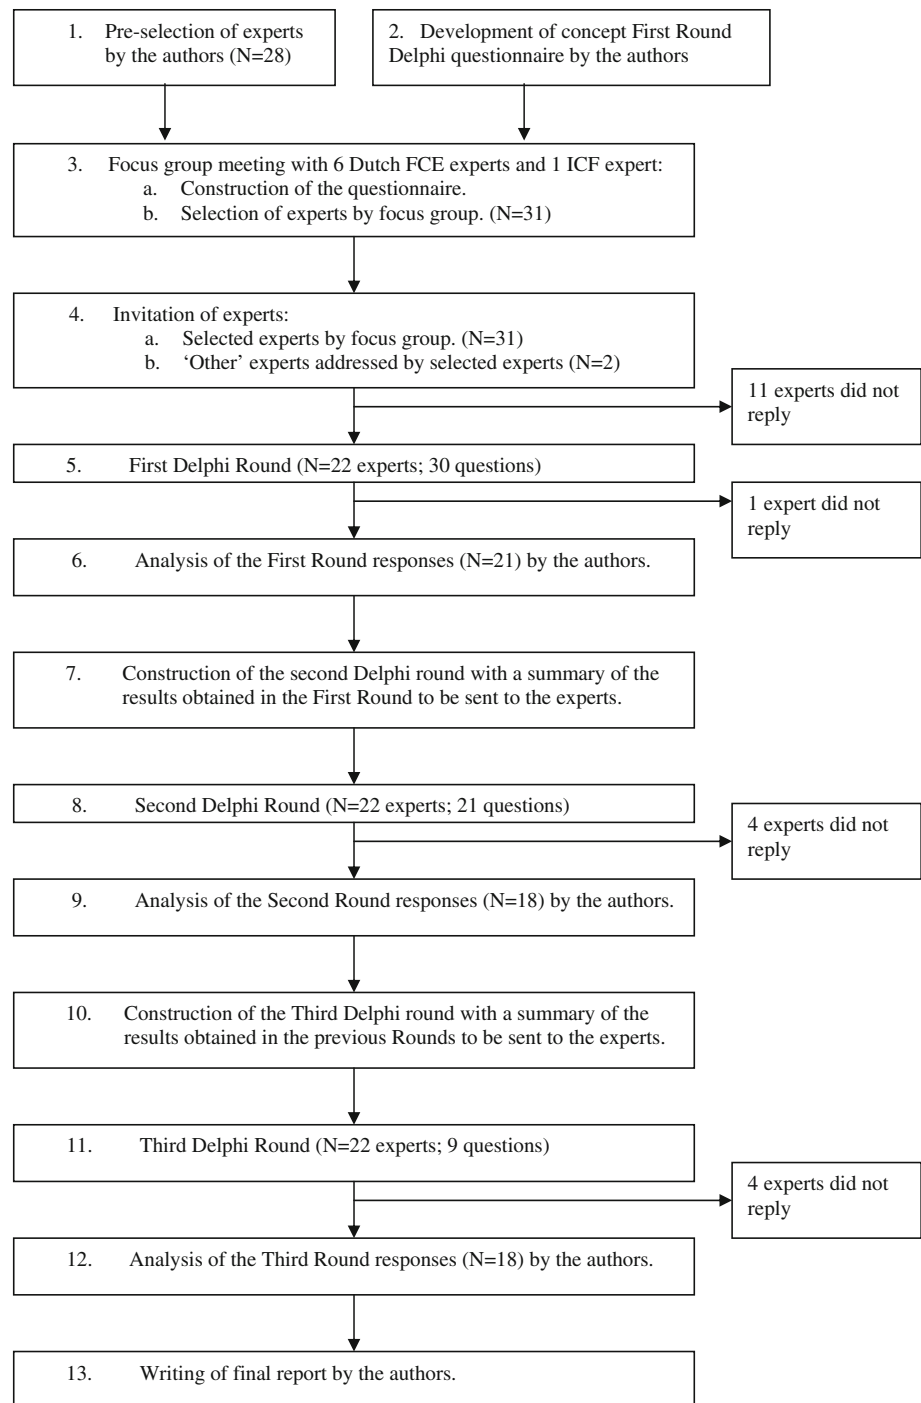 1. Pre-selection of experts
by the authors (N=28)
2. Development of concept First Round
Delphi questionnaire by the authors
3. Focus group meeting with 6 Dutch FCE experts and 1 ICF expert:
a. Construction of the questionnaire.
b. Selection of experts by focus group. (N=31)
4. Invitation of experts:
a. Selected experts by focus group. (N=31)
b. ‘Other’ experts addressed by selected experts (N=2)
11 experts did not
reply
5. First Delphi Round (N=22 experts; 30 questions)
1 expert did not
reply
6. Analysis of the First Round responses (N=21) by the authors.
7. Construction of the second Delphi round with a summary of the
results obtained in the First Round to be sent to the experts.
8. Second Delphi Round (N=22 experts; 21 questions)
4 experts did not
reply
9. Analysis of the Second Round responses (N=18) by the authors.
10. Construction of the Third Delphi round with a summary of the
results obtained in the previous Rounds to be sent to the experts.
11. Third Delphi Round (N=22 experts; 9 questions)
4 experts did not
reply
12. Analysis of the Third Round responses (N=18) by the authors.
13. Writing of final report by the authors.